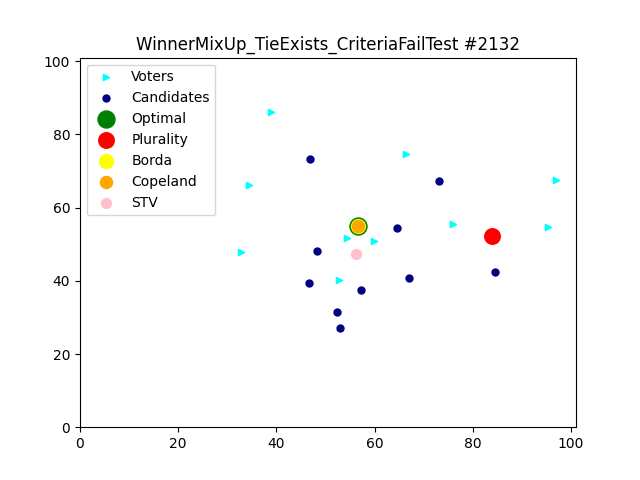 WinnerMixUp_TieExists_CriteriaFailTest #2132
100
80
60
40
20
0
Voters
Candidates
Optimal
Plurality
Borda
Copeland
STV
0 20 40 60 80 100